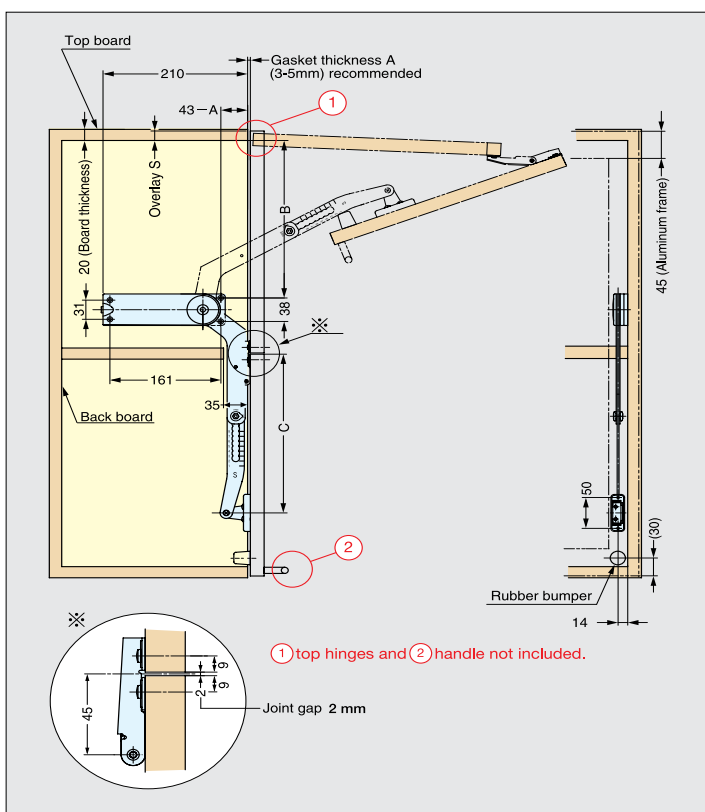 Top board
210
Gasket thickness A
(3-5mm) recommended
43-A
1
20 (Board thickness)
Overlay S
B
45 (Aluminum frame)
31
38
※
161
35
Back board
C
S
50
(30)
2
Rubber bumper
14
※
1 top hinges and 2 handle not included.
9
2
9
45
Joint gap 2 mm